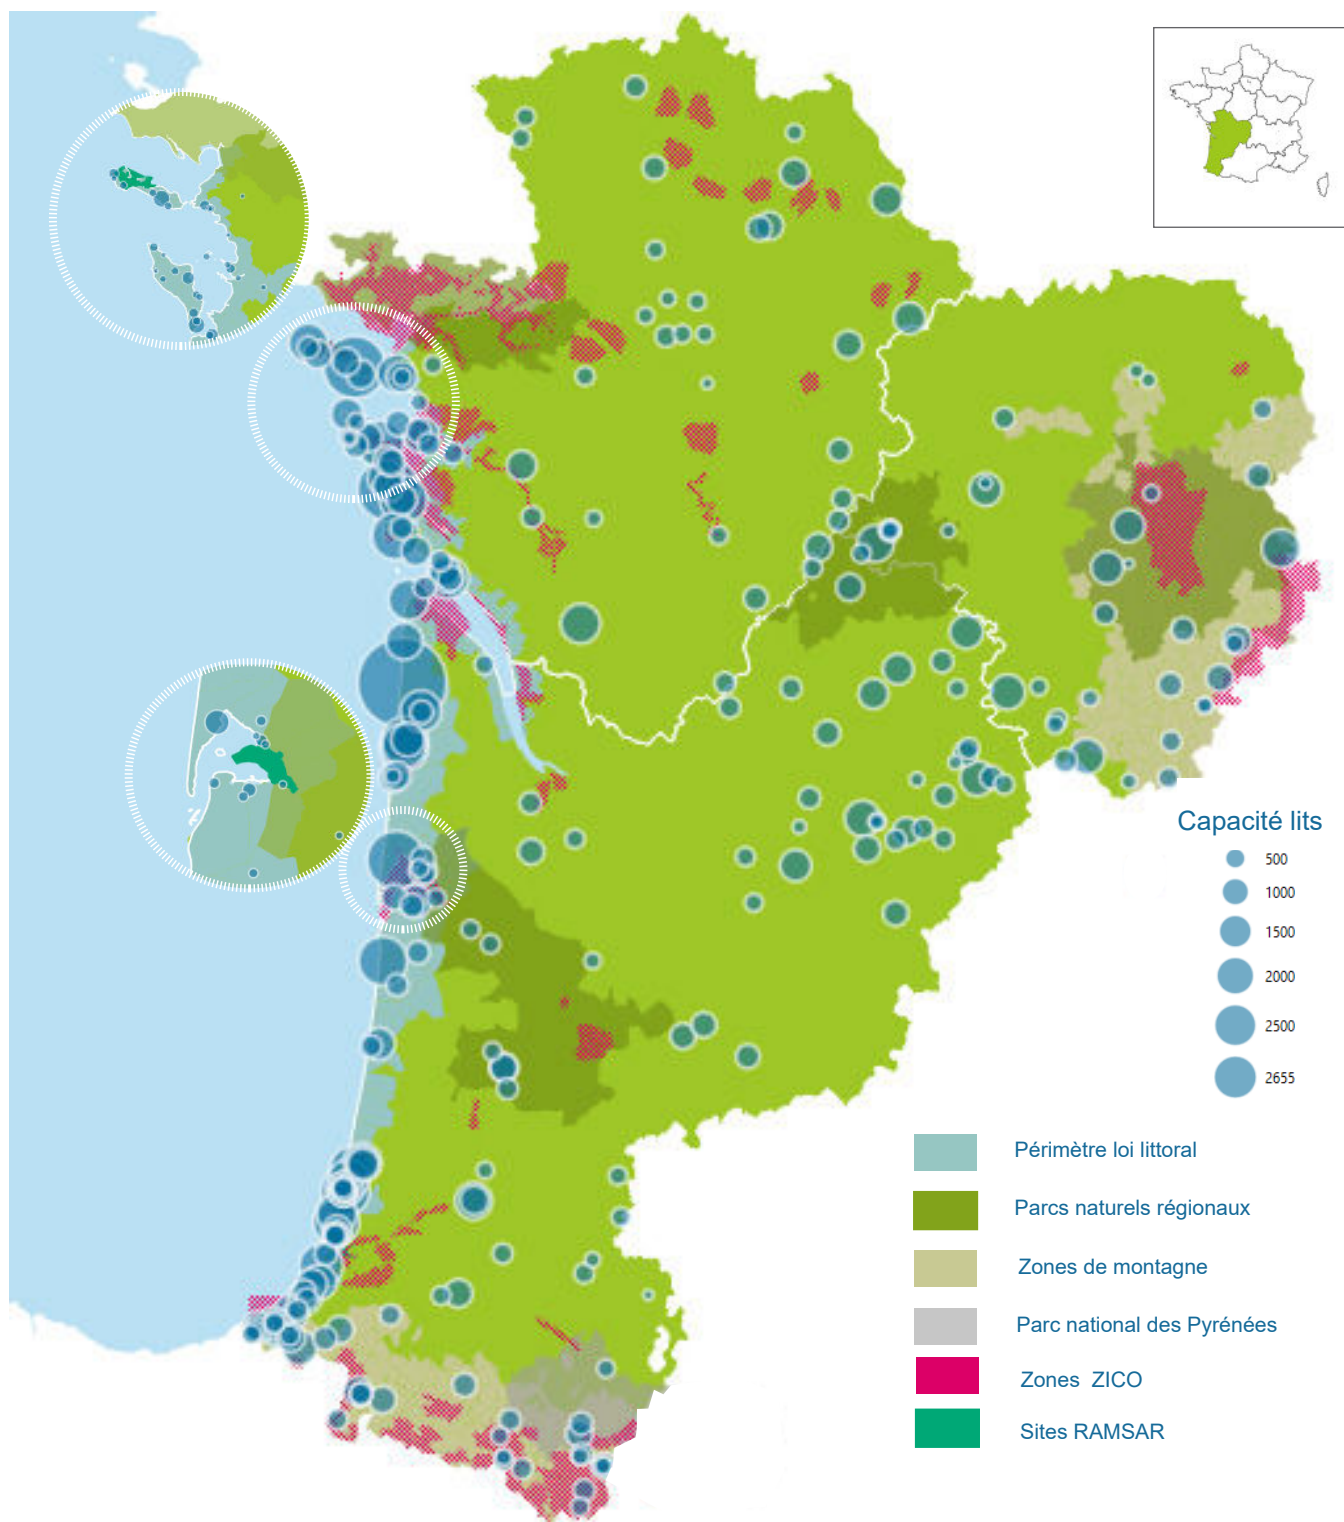 Capacité lits
500
1000
1500
2000
2500
2655
Périmètre loi littoral
Parcs naturels régionaux
Zones de montagne
Parc national des Pyrénées
Zones ZICO
Sites RAMSAR